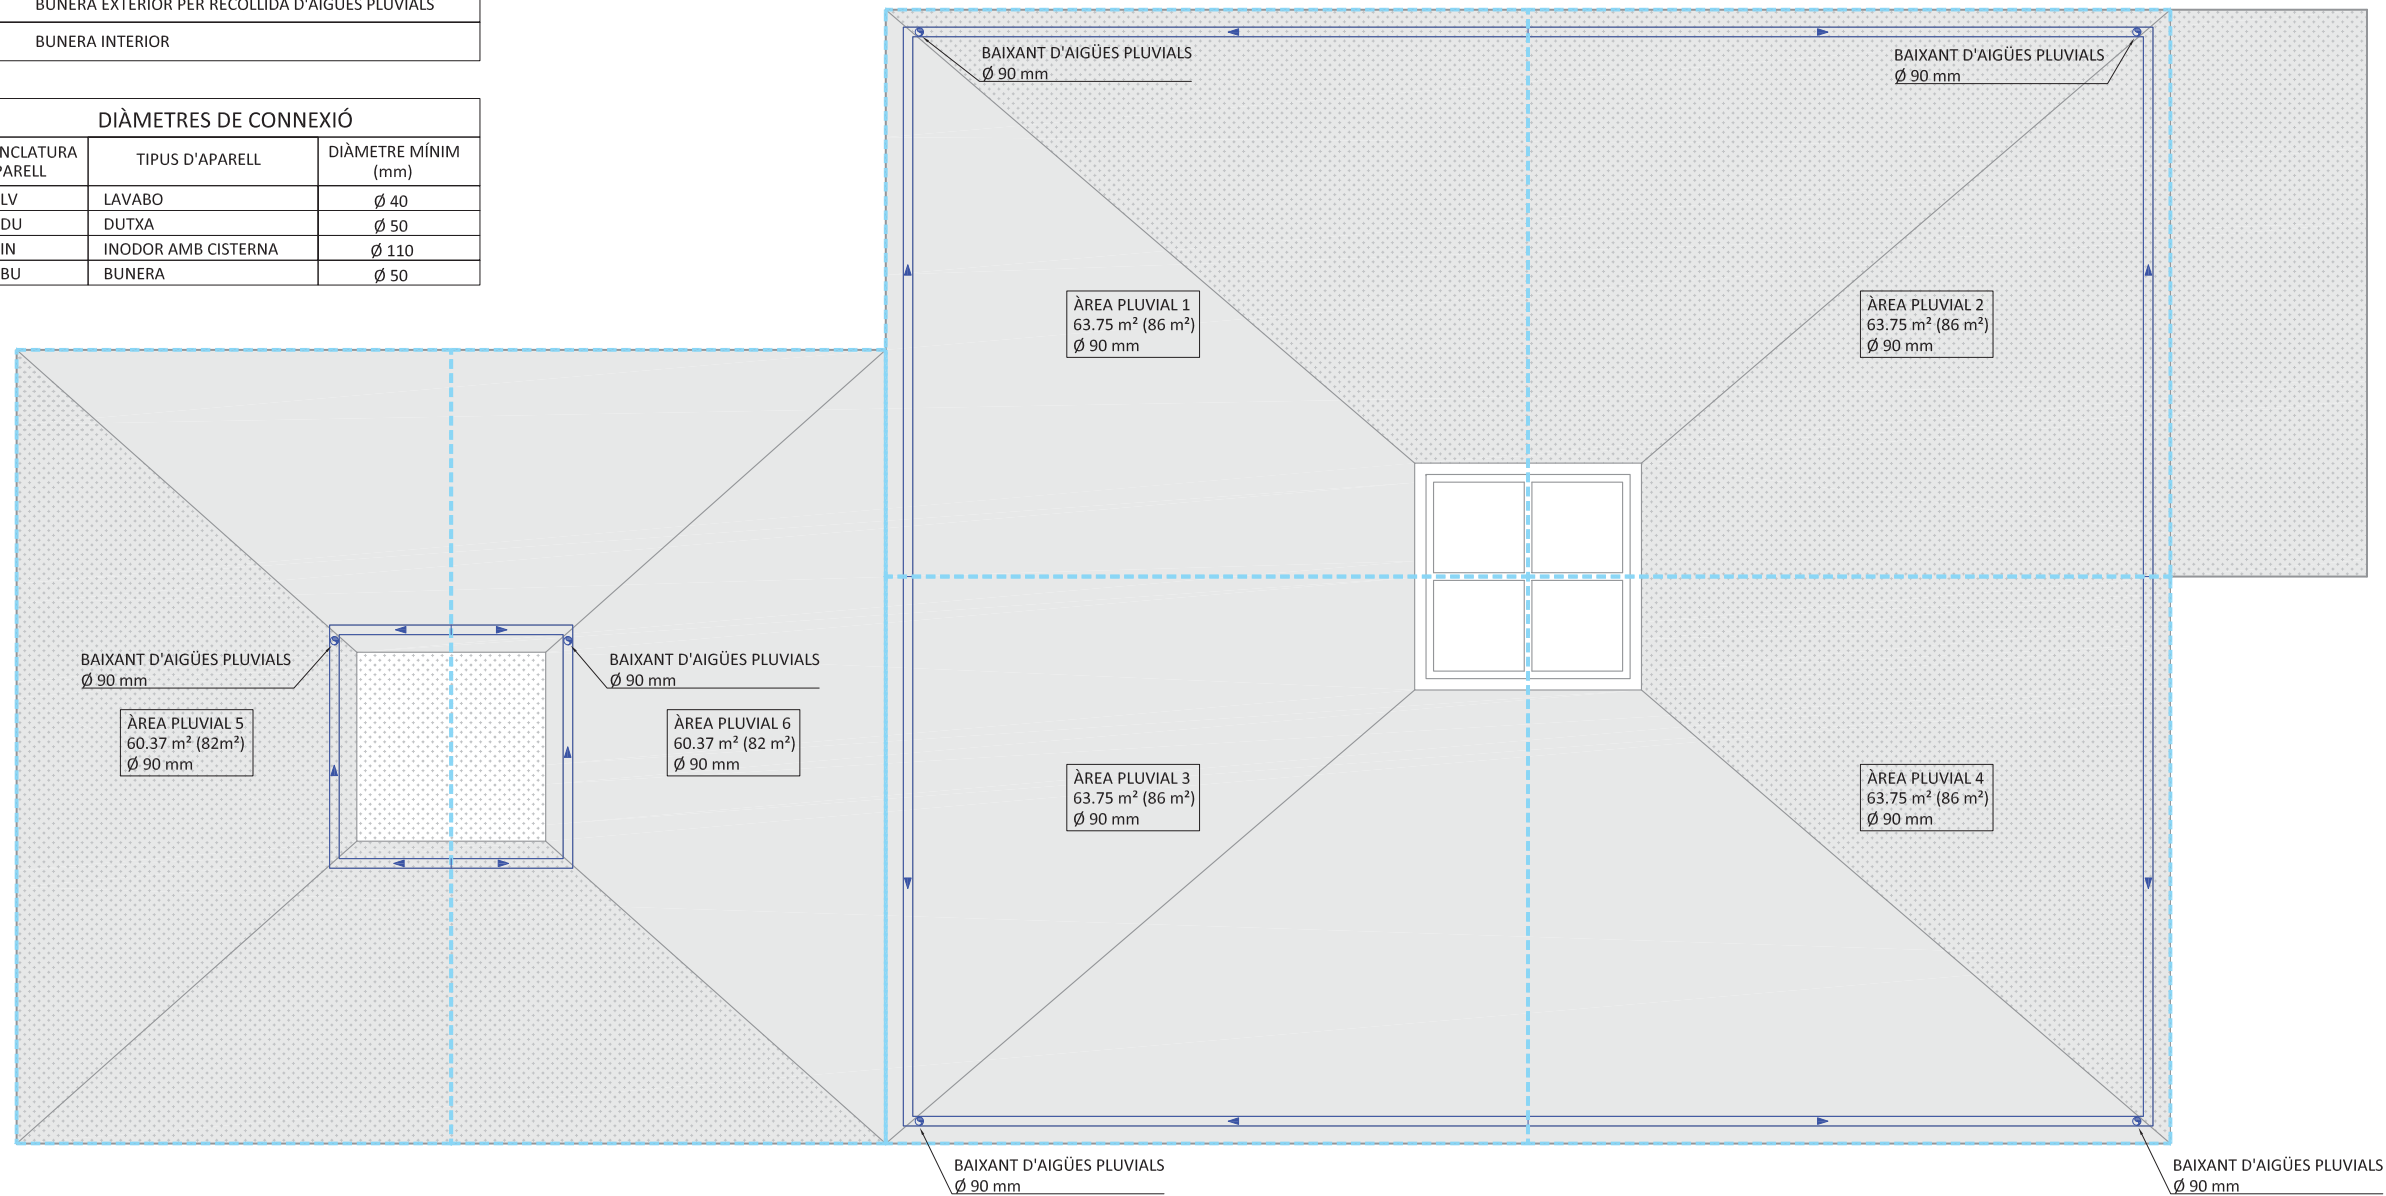 BUNERA EXTERIOR PER RECOLLIDA D'AIGÜES PLUVIALS
BUNERA INTERIOR
DIÀMETRES DE CONNEXIÓ
NCLATURA
PARELL
TIPUS D'APARELL
DIÀMETRE MÍNIM
(mm)
LV LAVABO Ø 40
DU DUTXA Ø 50
IN INODOR AMB CISTERNA Ø 110
BU BUNERA Ø 50
BAIXANT D'AIGÜES PLUVIALS
Ø 90 mm
BAIXANT D'AIGÜES PLUVIALS
Ø 90 mm
ÀREA PLUVIAL 1
63.75 m² (86 m²)
Ø 90 mm
ÀREA PLUVIAL 2
63.75 m² (86 m²)
Ø 90 mm
BAIXANT D'AIGÜES PLUVIALS
Ø 90 mm
BAIXANT D'AIGÜES PLUVIALS
Ø 90 mm
ÀREA PLUVIAL 5
60.37 m² (82m²)
Ø 90 mm
ÀREA PLUVIAL 6
60.37 m² (82 m²)
Ø 90 mm
ÀREA PLUVIAL 3
63.75 m² (86 m²)
Ø 90 mm
ÀREA PLUVIAL 4
63.75 m² (86 m²)
Ø 90 mm
BAIXANT D'AIGÜES PLUVIALS
Ø 90 mm
BAIXANT D'AIGÜES PLUVIALS
Ø 90 mm